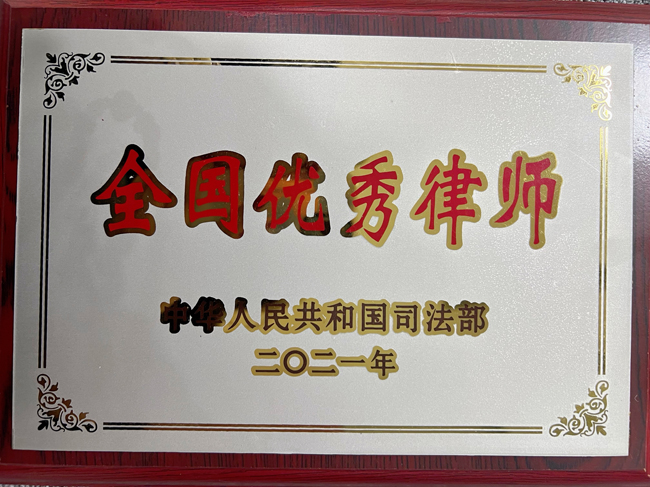 全国优秀律师
中华人民共和国司法部
二〇二一年